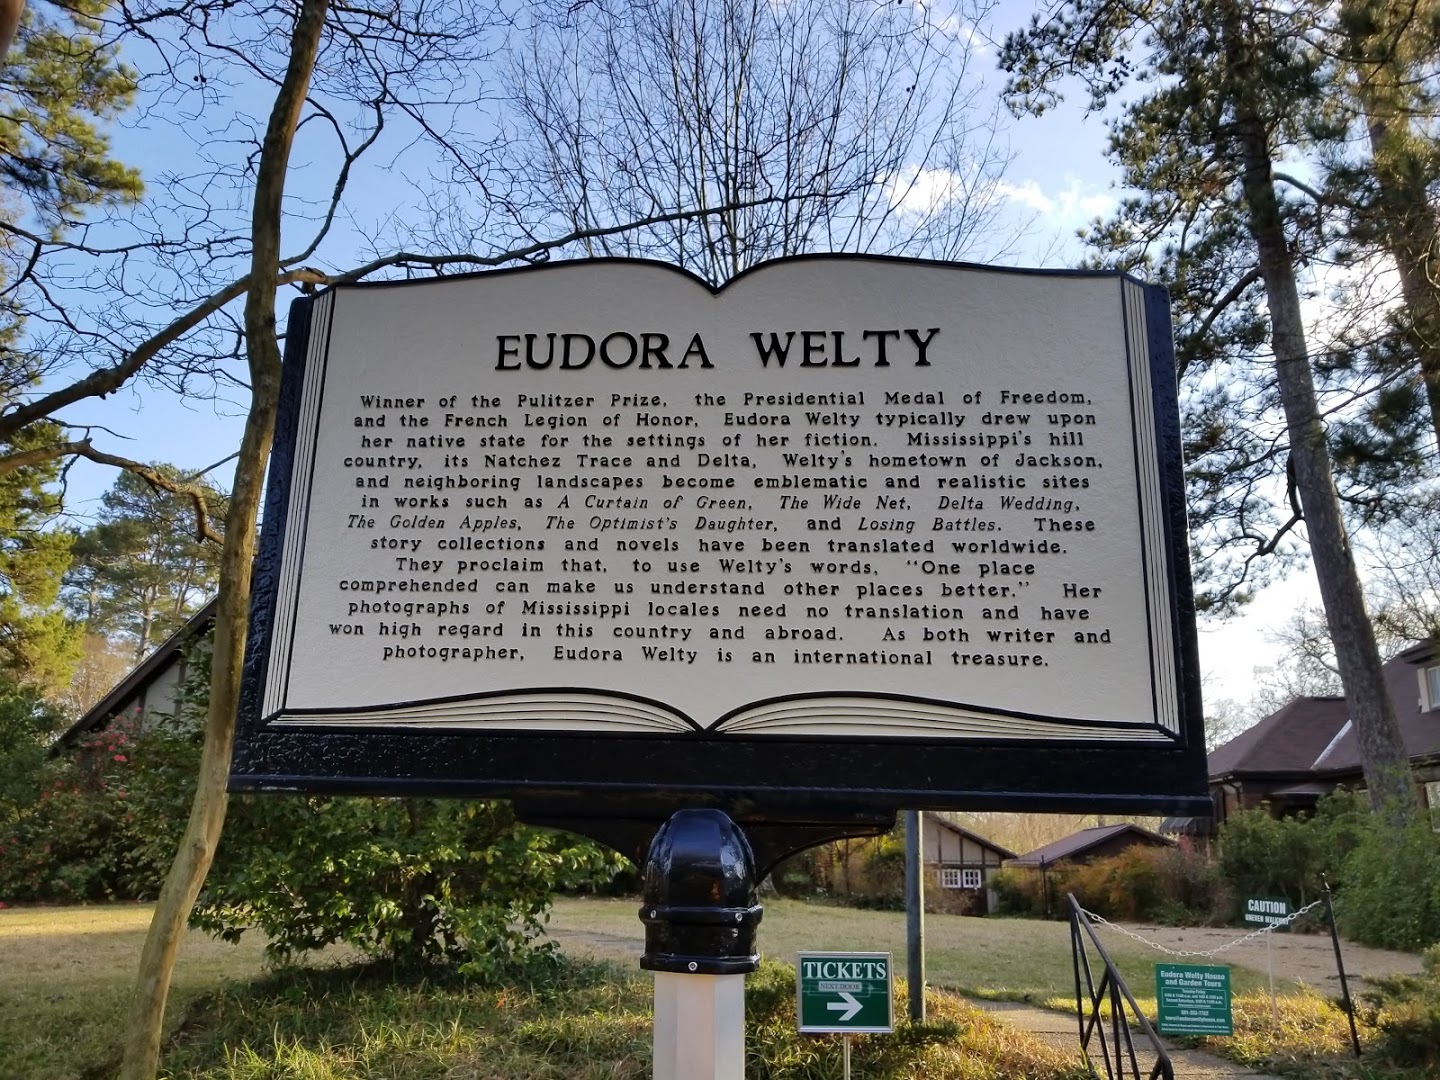 EUDORA WELTY
Winner of the Pulitzer Prize, the Presidential Medal of Freedom,
and the French Legion of Honor, Eudora Welty typically drew upon
her native state for the settings of her fiction. Mississippi's hill
country, its Natchez Trace and Delta, Welty's hometown of Jackson,
and neighboring landscapes become emblematic and realistic sites
in works such as A Curtain of Green, The Wide Net, Delta Wedding,
The Golden Apples, The Optimist's Daughter, and Losing Battles. These
story collections and novels have been translated worldwide.
They proclaim that, to use Welty's words, "One place
comprehended can make us understand other places better." Her
photographs of Mississippi locales need no translation and have
won high regard in this country and abroad. As both writer and
photographer, Eudora Welty is an international treasure.
CAUTION
UNEVEN WALKWAY
TICKETS
NEXT DOOR
Eudora Welty House
and Garden Tours